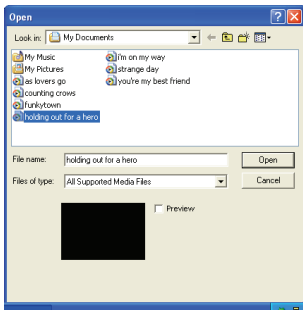 Open
Look in: My Documents
My Music
My Pictures
as lovers go
counting crows
funkytown
holding out for a hero
i'm on my way
strange day
you're my best friend
File name: holding out for a hero Open
Files of type: All Supported Media Files Cancel
Preview